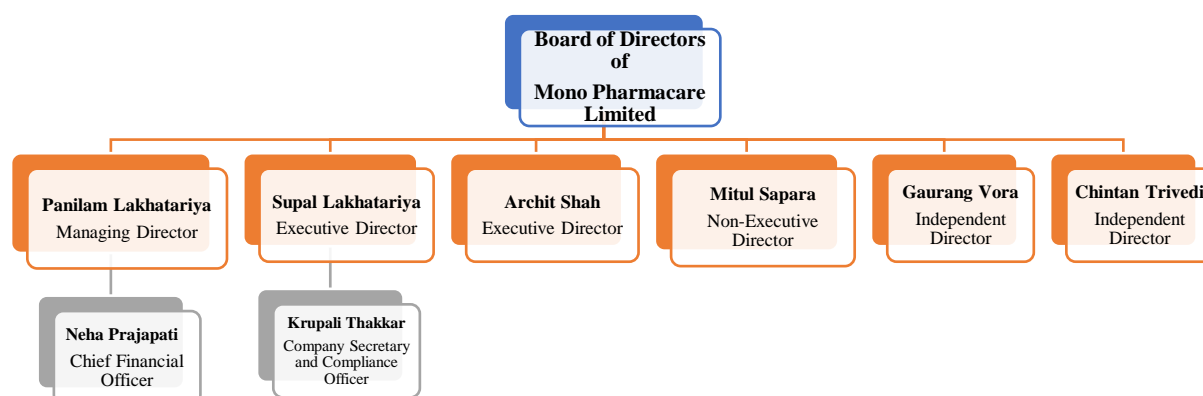 Board of Directors
of
Mono Pharmacare
Limited
Panilam Lakhatariya
Managing Director
Supal Lakhatariya
Executive Director
Archit Shah
Executive Director
Mitul Sapara
Non-Executive
Director
Gaurang Vora
Independent
Director
Chintan Trivedi
Independent
Director
Neha Prajapati
Chief Financial
Officer
Krupali Thakkar
Company Secretary
and Compliance
Officer